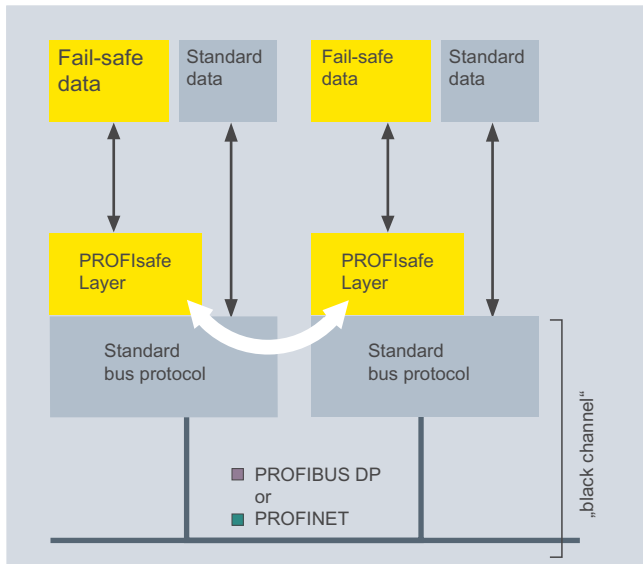 Fail-safe
data
Standard
data
Fail-safe
data
Standard
data
PROFIsafe
Layer
PROFIsafe
Layer
Standard
bus protocol
Standard
bus protocol
PROFIBUS DP
or
PROFINET
„black channel“